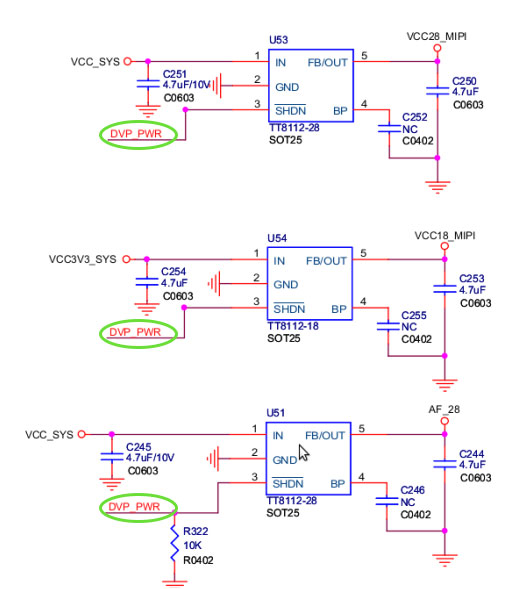 U53
VCC28_MIPI
VCC_SYS
1
IN
FB/OUT
5
C251
4.7uF/10V
C0603
2
GND
C250
4.7uF
C0603
3
SHDN
BP
4
DVP_PWR
TT8112-28
SOT25
C252
NC
C0402
U54
VCC18_MIPI
VCC3V3_SYS
1
IN
FB/OUT
5
C254
4.7uF
C0603
2
GND
C253
4.7uF
C0603
3
SHDN
BP
4
DVP_PWR
TT8112-18
SOT25
C255
NC
C0402
U51
AF_28
VCC_SYS
1
IN
FB/OUT
5
C245
4.7uF/10V
C0603
2
GND
C244
4.7uF
C0603
3
SHDN
BP
4
DVP_PWR
TT8112-28
SOT25
C246
NC
C0402
R322
10K
R0402